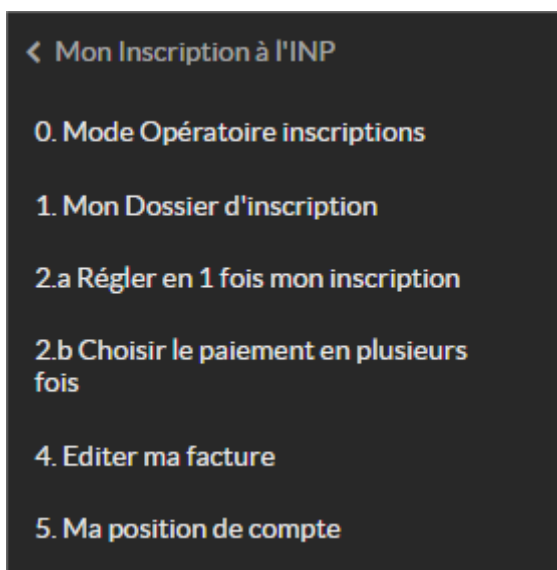 Mon Inscription à l'INP
0. Mode Opératoire inscriptions
1. Mon Dossier d'inscription
2.a Régler en 1 fois mon inscription
2.b Choisir le paiement en plusieurs
fois
4. Editer ma facture
5. Ma position de compte